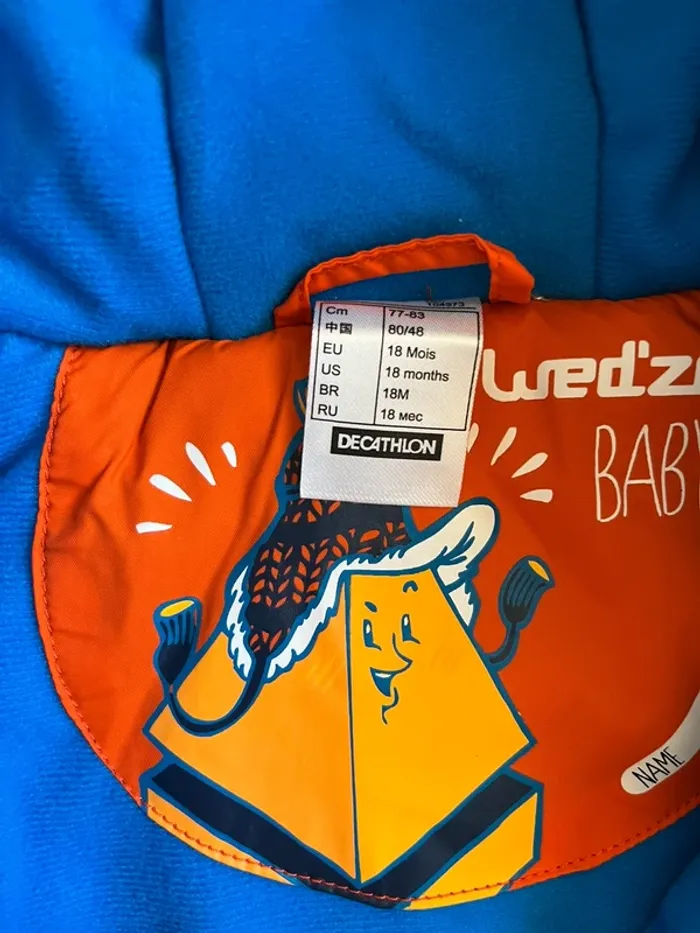 Cm 77-83
中国 80/48
EU 18 Mois
US 18 months
BR 18M
RU 18 мес
DECATHLON
wed'z
BABY
NAME